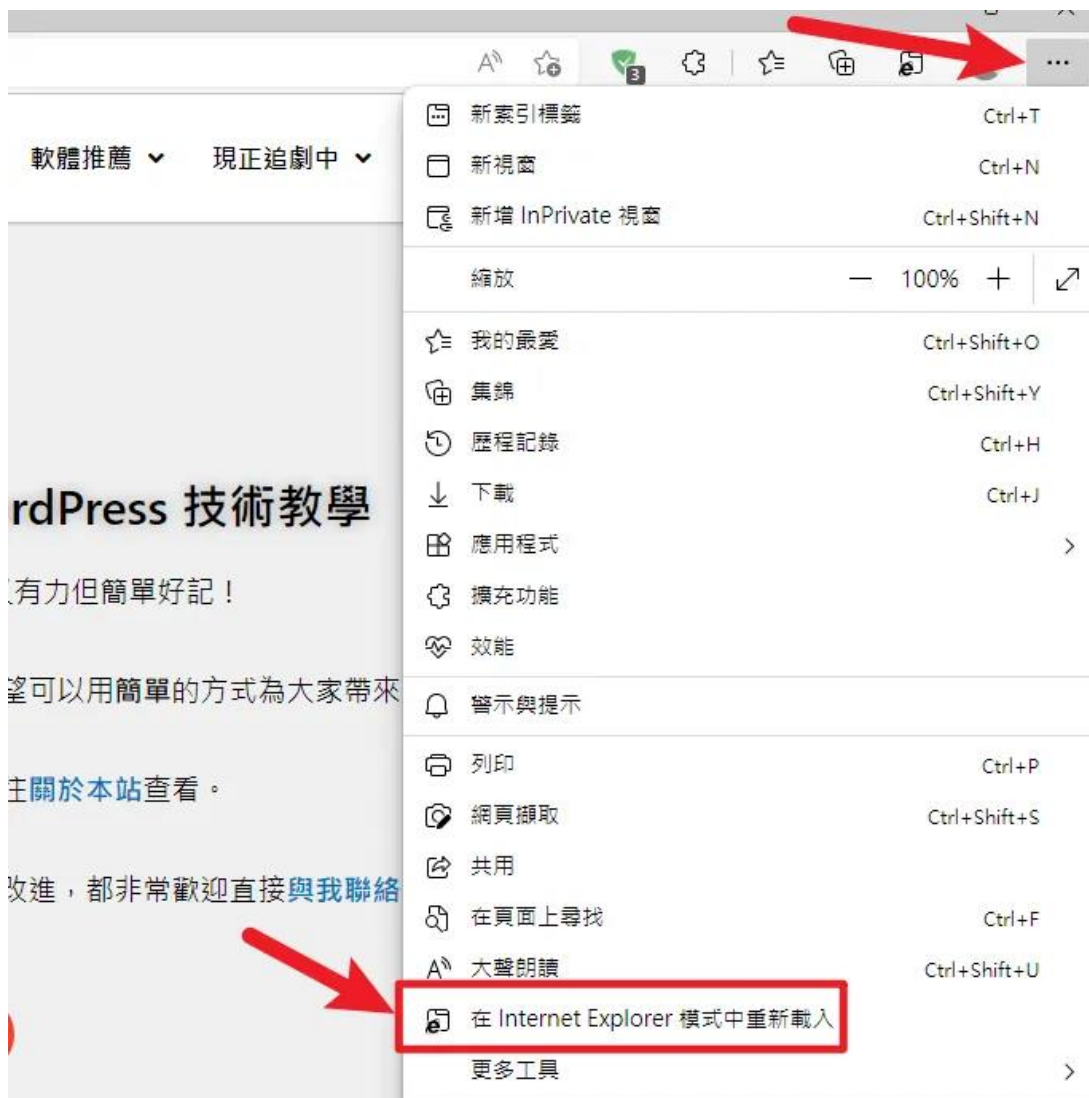 A
3
軟體推薦
現正追劇中
rdPress 技術教學
有力但簡單好記！
望可以用簡單的方式為大家帶來
主關於本站查看。
改進，都非常歡迎直接與我聯絡
新索引標籤 Ctrl+T
新視窗 Ctrl+N
新增 InPrivate 視窗 Ctrl+Shift+N
縮放 — 100% +
我的最愛 Ctrl+Shift+O
集錦 Ctrl+Shift+Y
歷程記錄 Ctrl+H
下載 Ctrl+J
應用程式
擴充功能
效能
警示與提示
列印 Ctrl+P
網頁擷取 Ctrl+Shift+S
共用
在頁面上尋找 Ctrl+F
A 大聲朗讀 Ctrl+Shift+U
在 Internet Explorer 模式中重新載入
更多工具